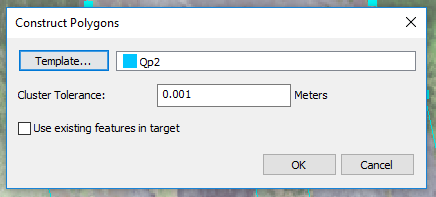 Construct Polygons
Template... Qp2
Cluster Tolerance: 0.001 Meters
Use existing features in target
OK Cancel